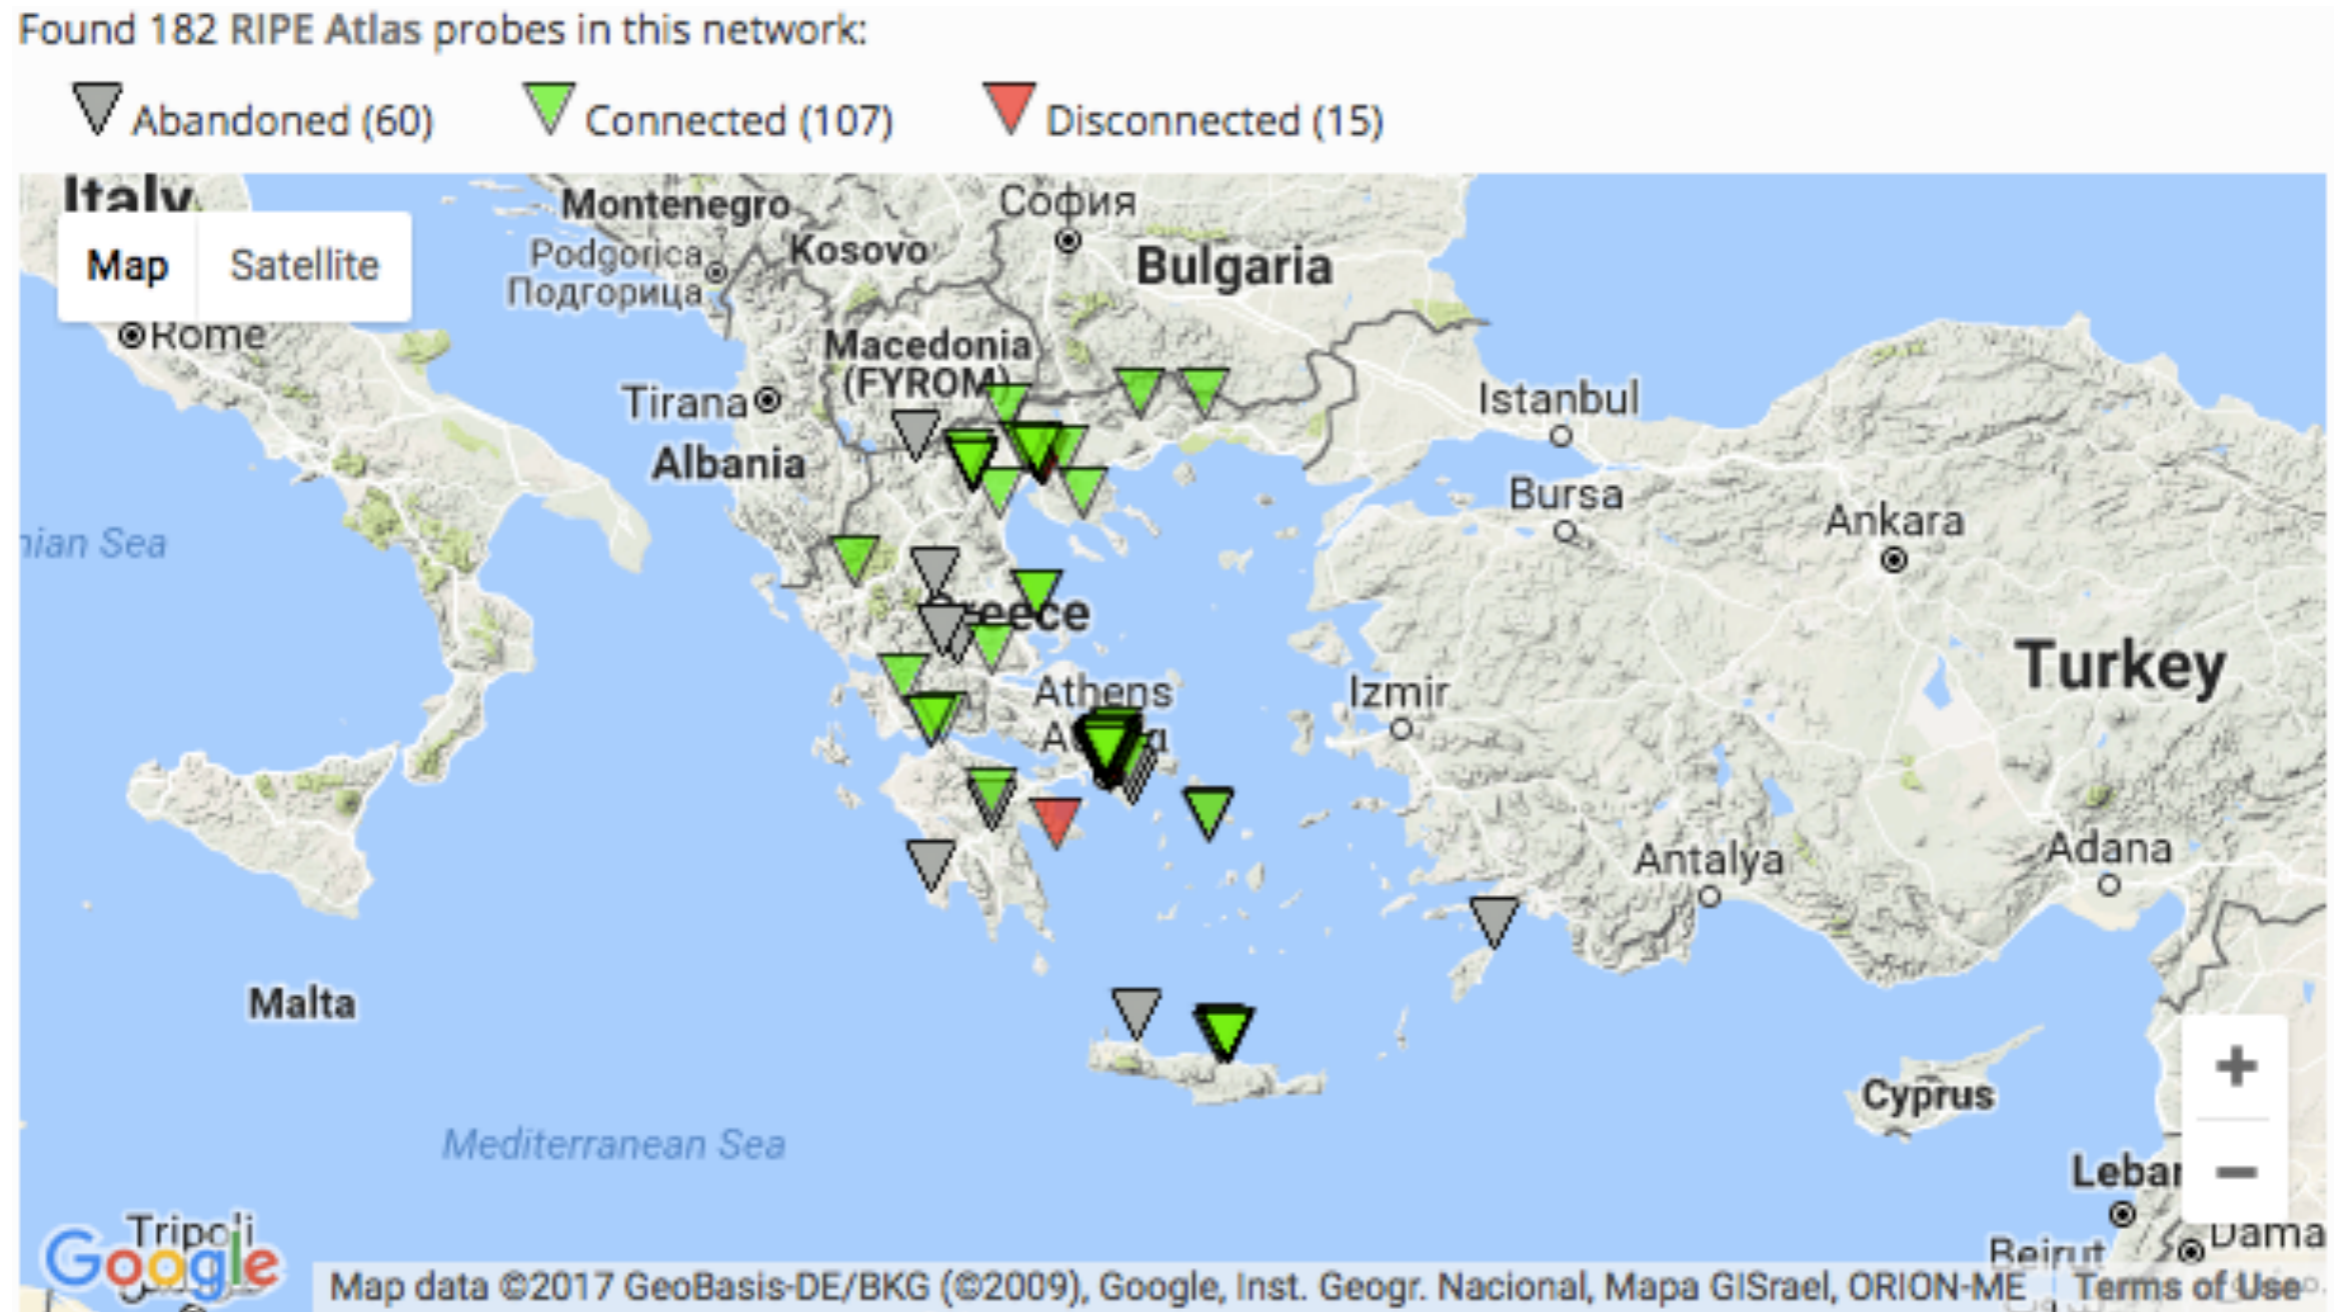 Found 182 RIPE Atlas probes in this network:
Abandoned (60)
Connected (107)
Disconnected (15)
Italy
Map
Satellite
Rome
Montenegro
Podgorica
Подгорица
Kosovo
София
Bulgaria
Macedonia
(FYROM)
Tirana
Albania
Istanbul
Bursa
Ankara
nian Sea
Greece
Turkey
Athens
Izmir
Antalya
Adana
Malta
Cyprus
+
−
Mediterranean Sea
Lebar
Tripoli
Beirut
Dama
Google
Map data ©2017 GeoBasis-DE/BKG (©2009), Google, Inst. Geogr. Nacional, Mapa GISrael, ORION-ME
Terms of Use